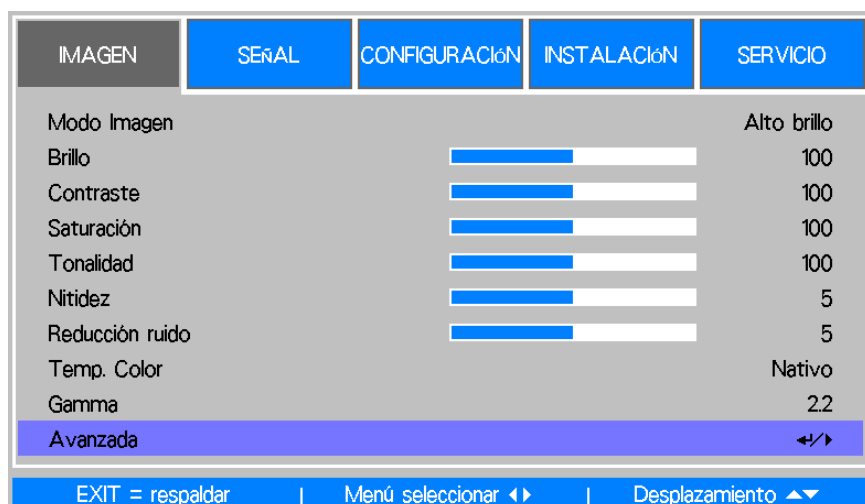 IMAGEN SEñAL CONFIGURACIóN INSTALACIóN SERVICIO
Modo Imagen Alto brillo
Brillo 100
Contraste 100
Saturación 100
Tonalidad 100
Nitidez 5
Reducción ruido 5
Temp. Color Nativo
Gamma 2.2
Avanzada ↵/▶
EXIT = respaldar | Menú seleccionar ◀▶ | Desplazamiento ▲▼